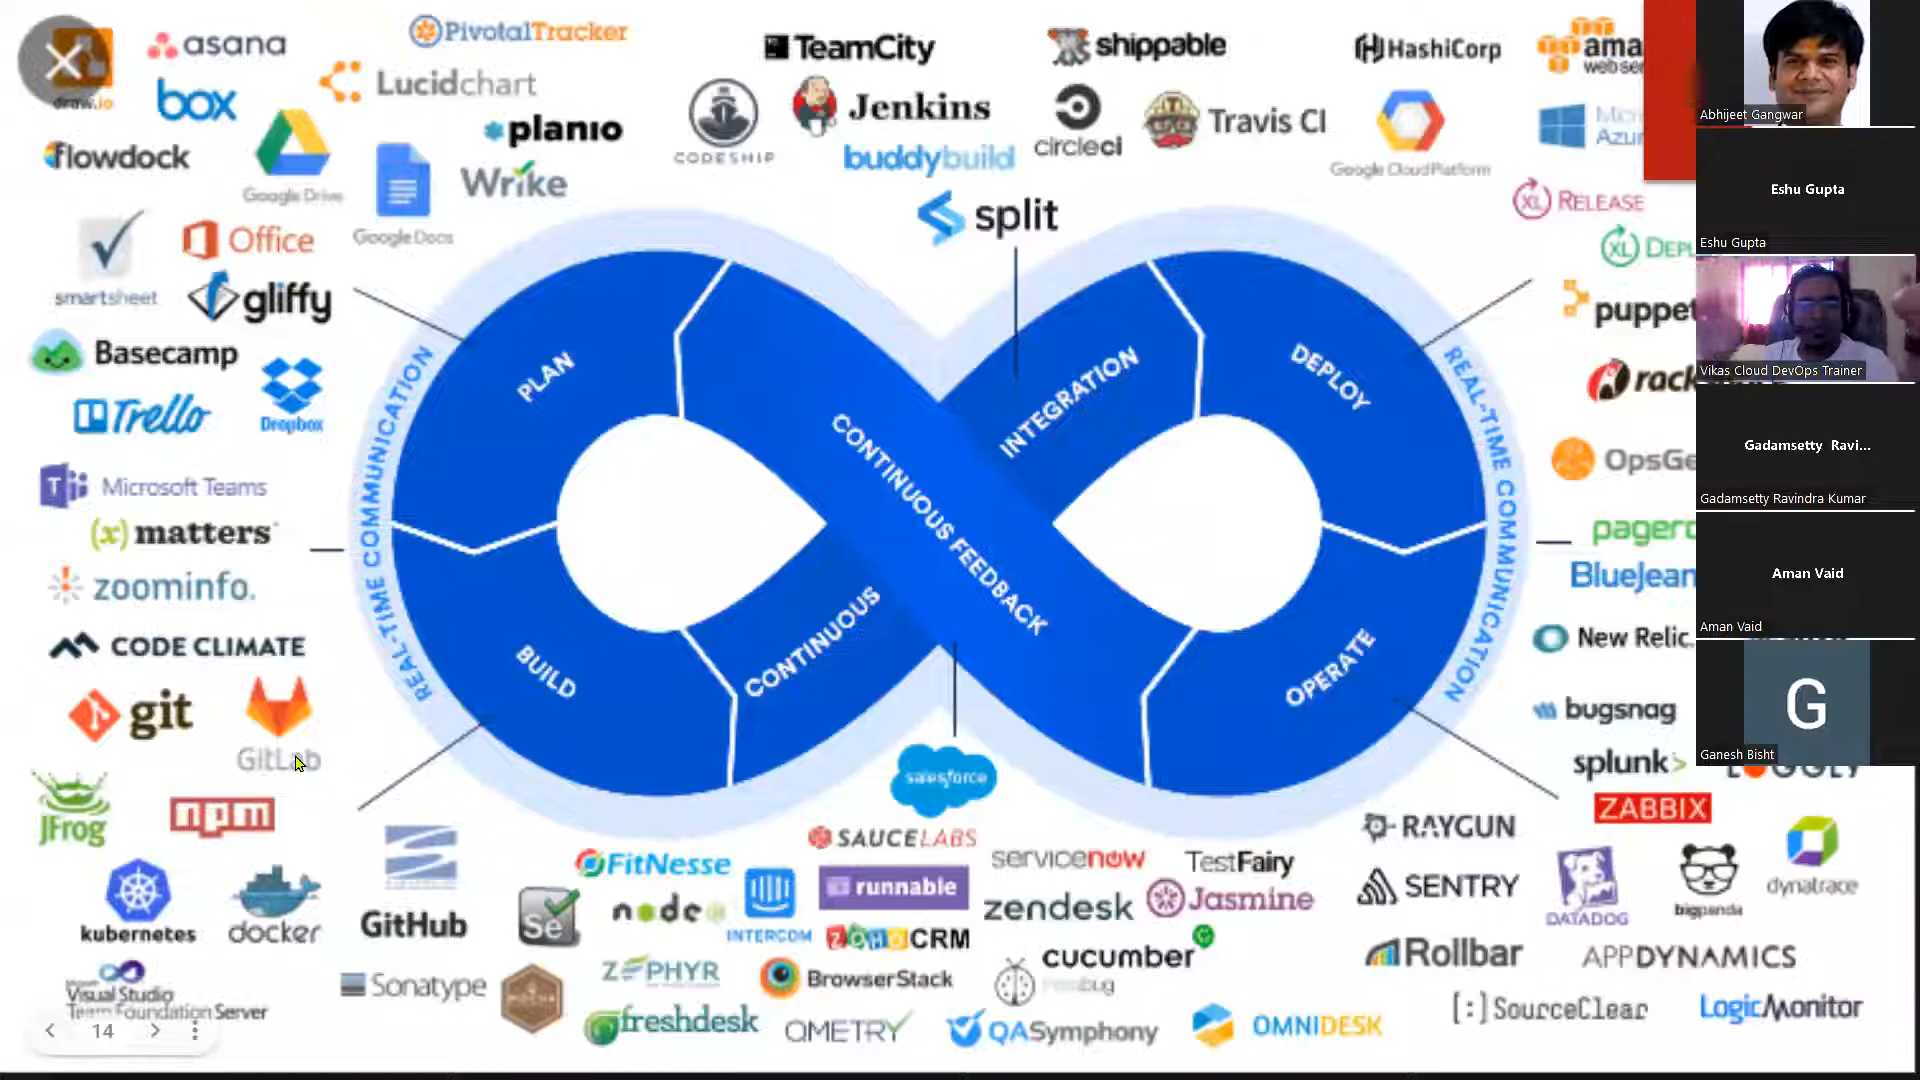 draw.io
asana
PivotalTracker
box
Lucidchart
flowdock
Google Drive
planio
Google Docs
Wrike
smartsheet
Office
gliffy
Basecamp
Trello
Dropbox
Microsoft Teams
(x) matters
zoominfo.
CODE CLIMATE
git
GitLab
JFrog
npm
kubernetes
docker
GitHub
Visual Studio
Team Foundation Server
Sonatype
TeamCity
CODESHIP
Jenkins
buddybuild
shippable
circleci
Travis CI
split
HashiCorp
Google Cloud Platform
XL RELEASE
XL
puppet
BlueJean
New Relic.
bugsnag
splunk>
ZABBIX
REAL-TIME COMMUNICATION
PLAN
BUILD
CONTINUOUS
INTEGRATION
CONTINUOUS FEEDBACK
DEPLOY
OPERATE
REAL-TIME COMMUNICATION
salesforce
SAUCELABS
FitNesse
Se
node
INTERCOM
runnable
ZOHO CRM
ZEPHYR
BrowserStack
freshdesk
QMETRY
servicenow
TestFairy
zendesk
Jasmine
cucumber
QASymphony
OMNIDESK
RAYGUN
SENTRY
DATADOG
bigpanda
dynatrace
Rollbar
APPDYNAMICS
[:]SourceClear
LogicMonitor
14
Abhijeet Gangwar
Eshu Gupta
Eshu Gupta
Vikas Cloud DevOps Trainer
Gadamsetty Ravi...
Gadamsetty Ravindra Kumar
Aman Vaid
Aman Vaid
G
Ganesh Bisht